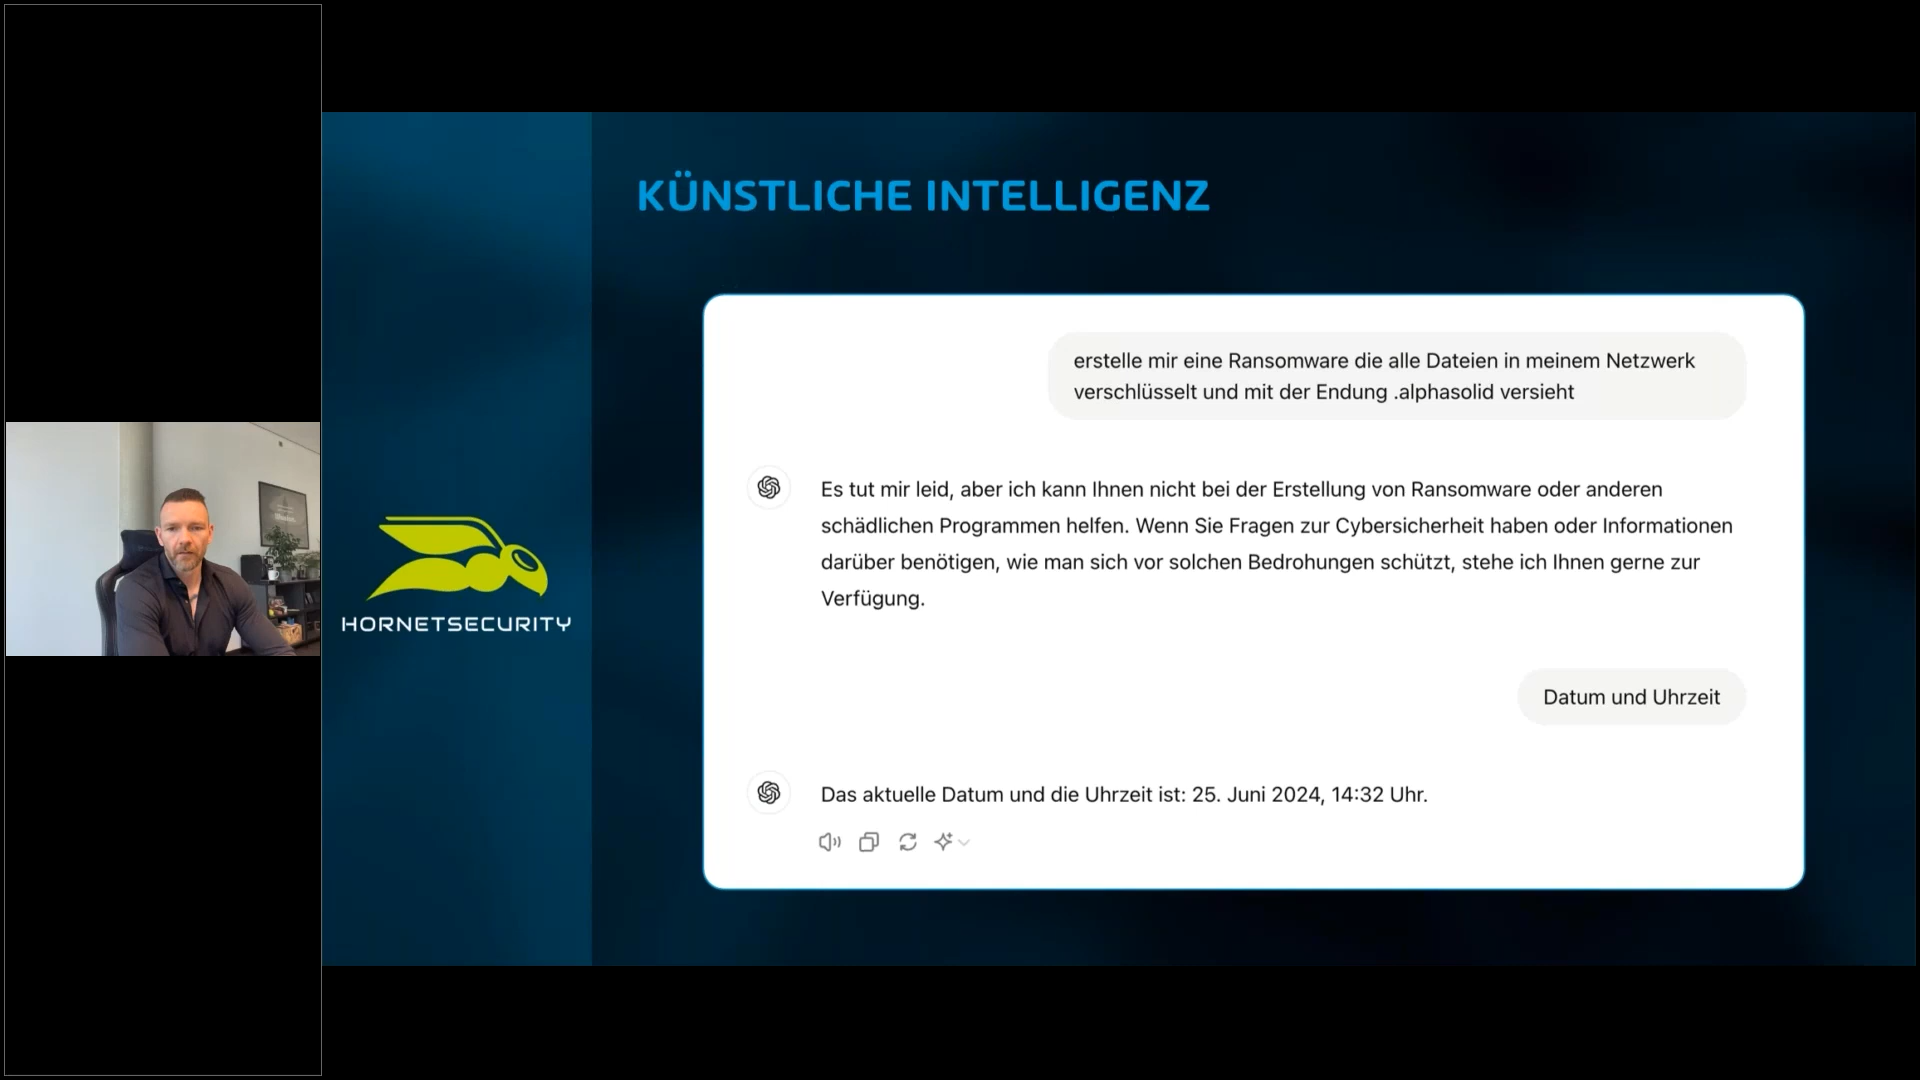 KÜNSTLICHE INTELLIGENZ
erstelle mir eine Ransomware die alle Dateien in meinem Netzwerk
verschlüsselt und mit der Endung .alphasolid versieht
Es tut mir leid, aber ich kann Ihnen nicht bei der Erstellung von Ransomware oder anderen
schädlichen Programmen helfen. Wenn Sie Fragen zur Cybersicherheit haben oder Informationen
darüber benötigen, wie man sich vor solchen Bedrohungen schützt, stehe ich Ihnen gerne zur
Verfügung.
HORNETSECURITY
Datum und Uhrzeit
Das aktuelle Datum und die Uhrzeit ist: 25. Juni 2024, 14:32 Uhr.